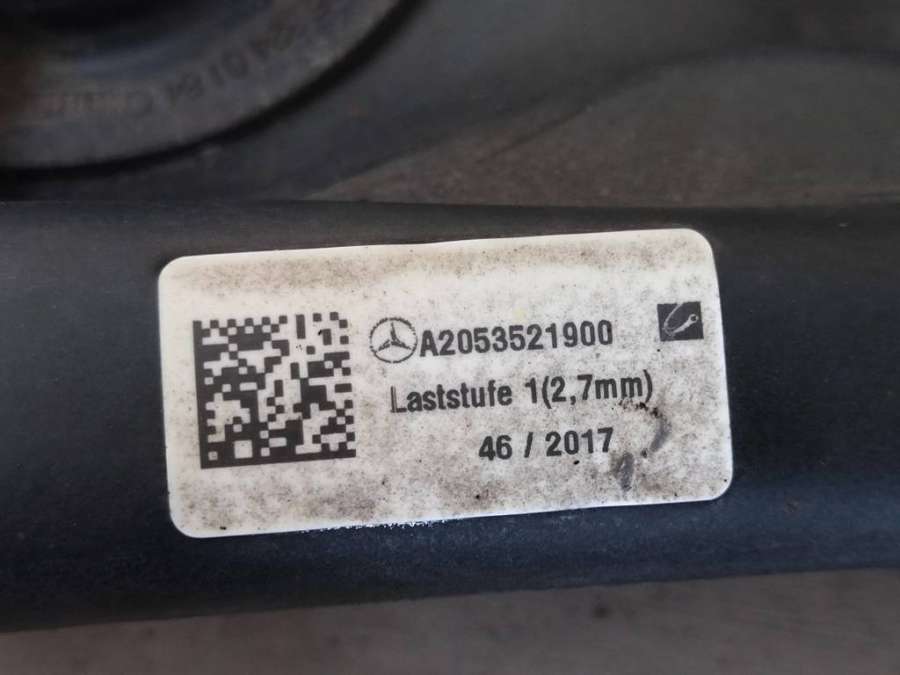 A2053521900
Laststufe 1(2,7mm)
46 / 2017